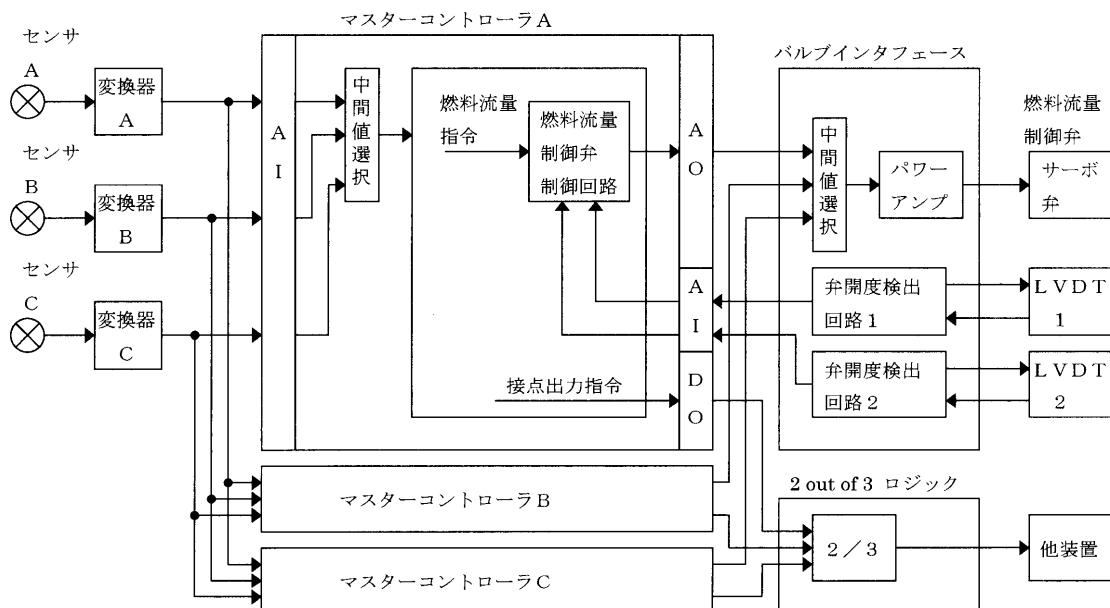 マスターコントローラA
センサ
A
変換器
A
センサ
B
変換器
B
センサ
C
変換器
C
AI
中間値選択
燃料流量
指令
燃料流量
制御弁
制御回路
接点出力指令
AO
AI
DO
バルブインタフェース
中間値選択
パワー
アンプ
燃料流量
制御弁
サーボ
弁
弁開度検出
回路1
LVDT
1
弁開度検出
回路2
LVDT
2
マスターコントローラB
マスターコントローラC
2 out of 3 ロジック
2/3
他装置